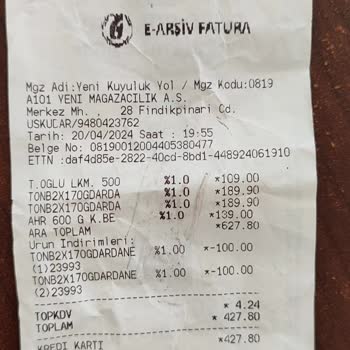 E-ARŞİV FATURA
Mgz Adi:Yeni Kuyuluk Yol / Mgz Kodu:0819
A101 YENI MAGAZACILIK A.S.
Merkez Mh. 28 Findikpinari Cd.
USKULAR/9480423762
Tarih: 20/04/2024 Saat : 19:55
Belge No: 0819001200405380477
ETTN :daf4d85e-2822-40cd-8bd1-448924061910
T.OGLU LKM. 500 %1.0 *109.00
TONB2X170GDARDA %1.0 *189.90
TONB2X170GDARDA %1.0 *189.90
AHR 600 G K.BE %1.0 *139.00
ARA TOPLAM *627.80
Urun Indirimleri:
TONB2X170GDARDANE %1.00 *-100.00
(1)23993
TONB2X170GDARDANE %1.00 *-100.00
(2)23993
TOPKDV * 4.24
TOPLAM * 427.80
KREDI KARTI *427.80